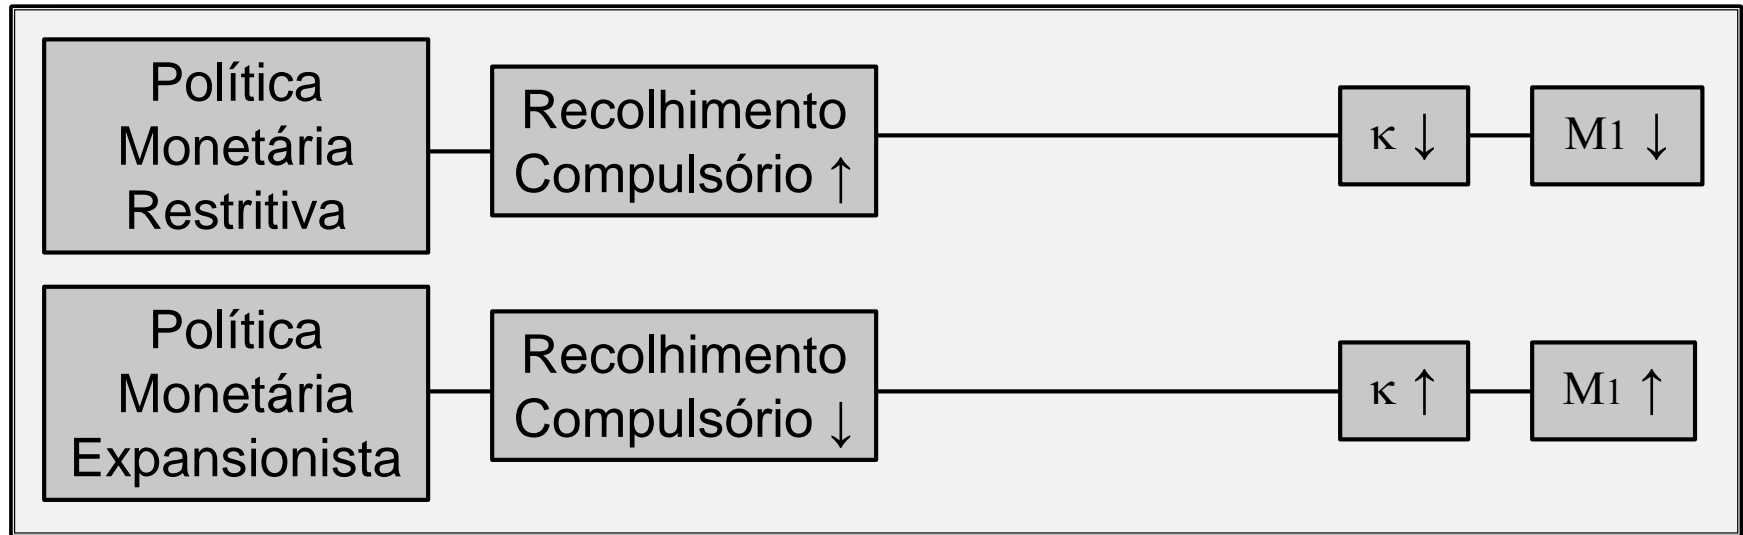 Política
Monetária
Restritiva
Recolhimento
Compulsório ↑
κ ↓
M1 ↓
Política
Monetária
Expansionista
Recolhimento
Compulsório ↓
κ ↑
M1 ↑